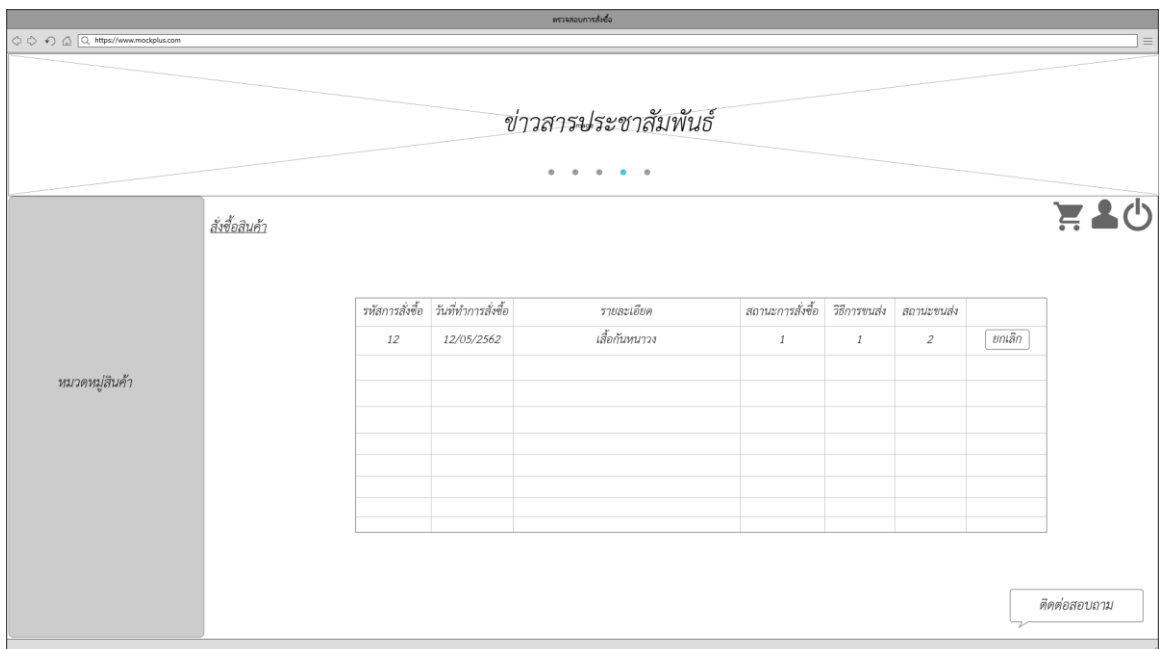 ตรวจสอบการสั่งซื้อ
https://www.mockplus.com
ข่าวสารประชาสัมพันธ์
สั่งซื้อสินค้า
รหัสการสั่งซื้อ วันที่ทำการสั่งซื้อ รายละเอียด สถานะการสั่งซื้อ วิธีการขนส่ง สถานะขนส่ง
12 12/05/2562 เสื้อกันหนาวง 1 1 2 ยกเลิก
หมวดหมู่สินค้า
ติดต่อสอบถาม